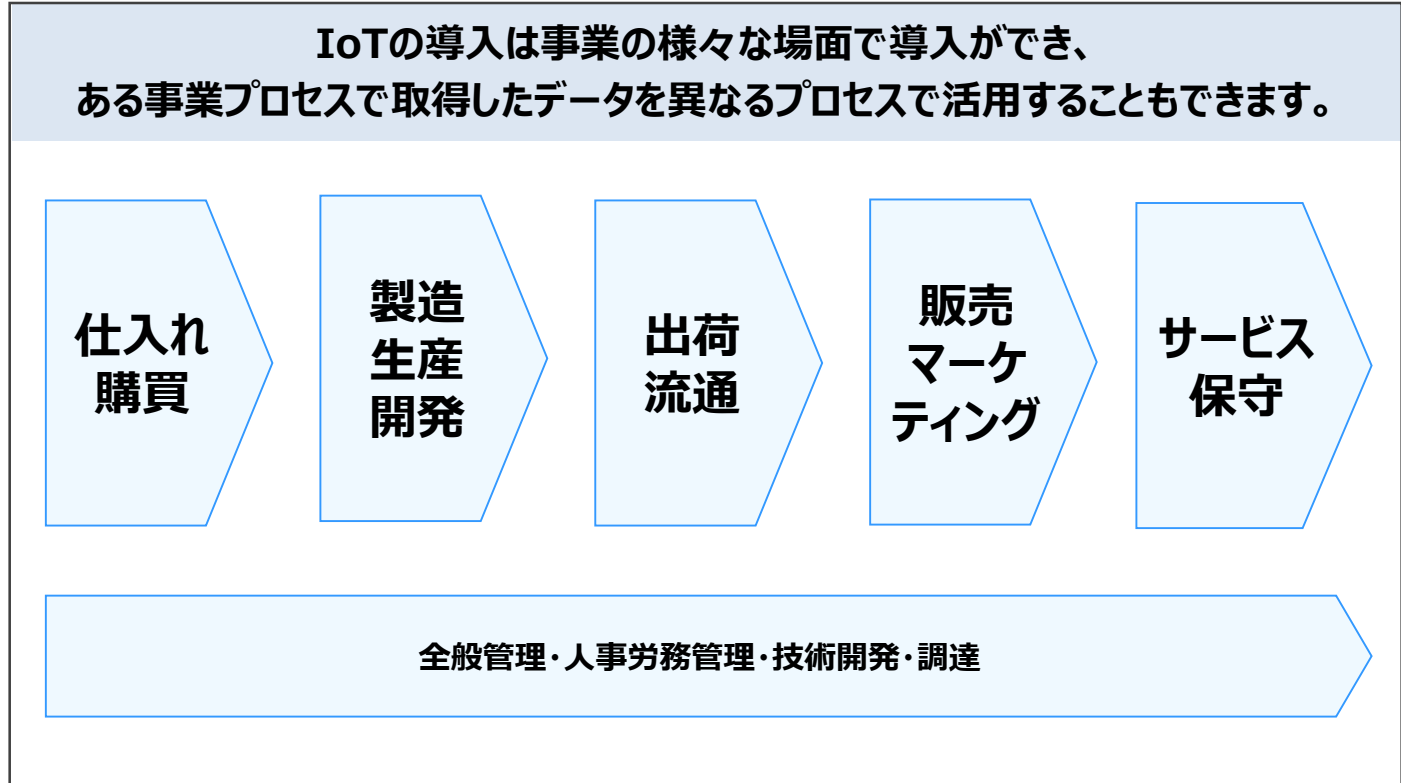 IoTの導入は事業の様々な場面で導入ができ、
ある事業プロセスで取得したデータを異なるプロセスで活用することもできます。
仕入れ
購買
製造
生産
開発
出荷
流通
販売
マーケ
ティング
サービス
保守
全般管理・人事労務管理・技術開発・調達